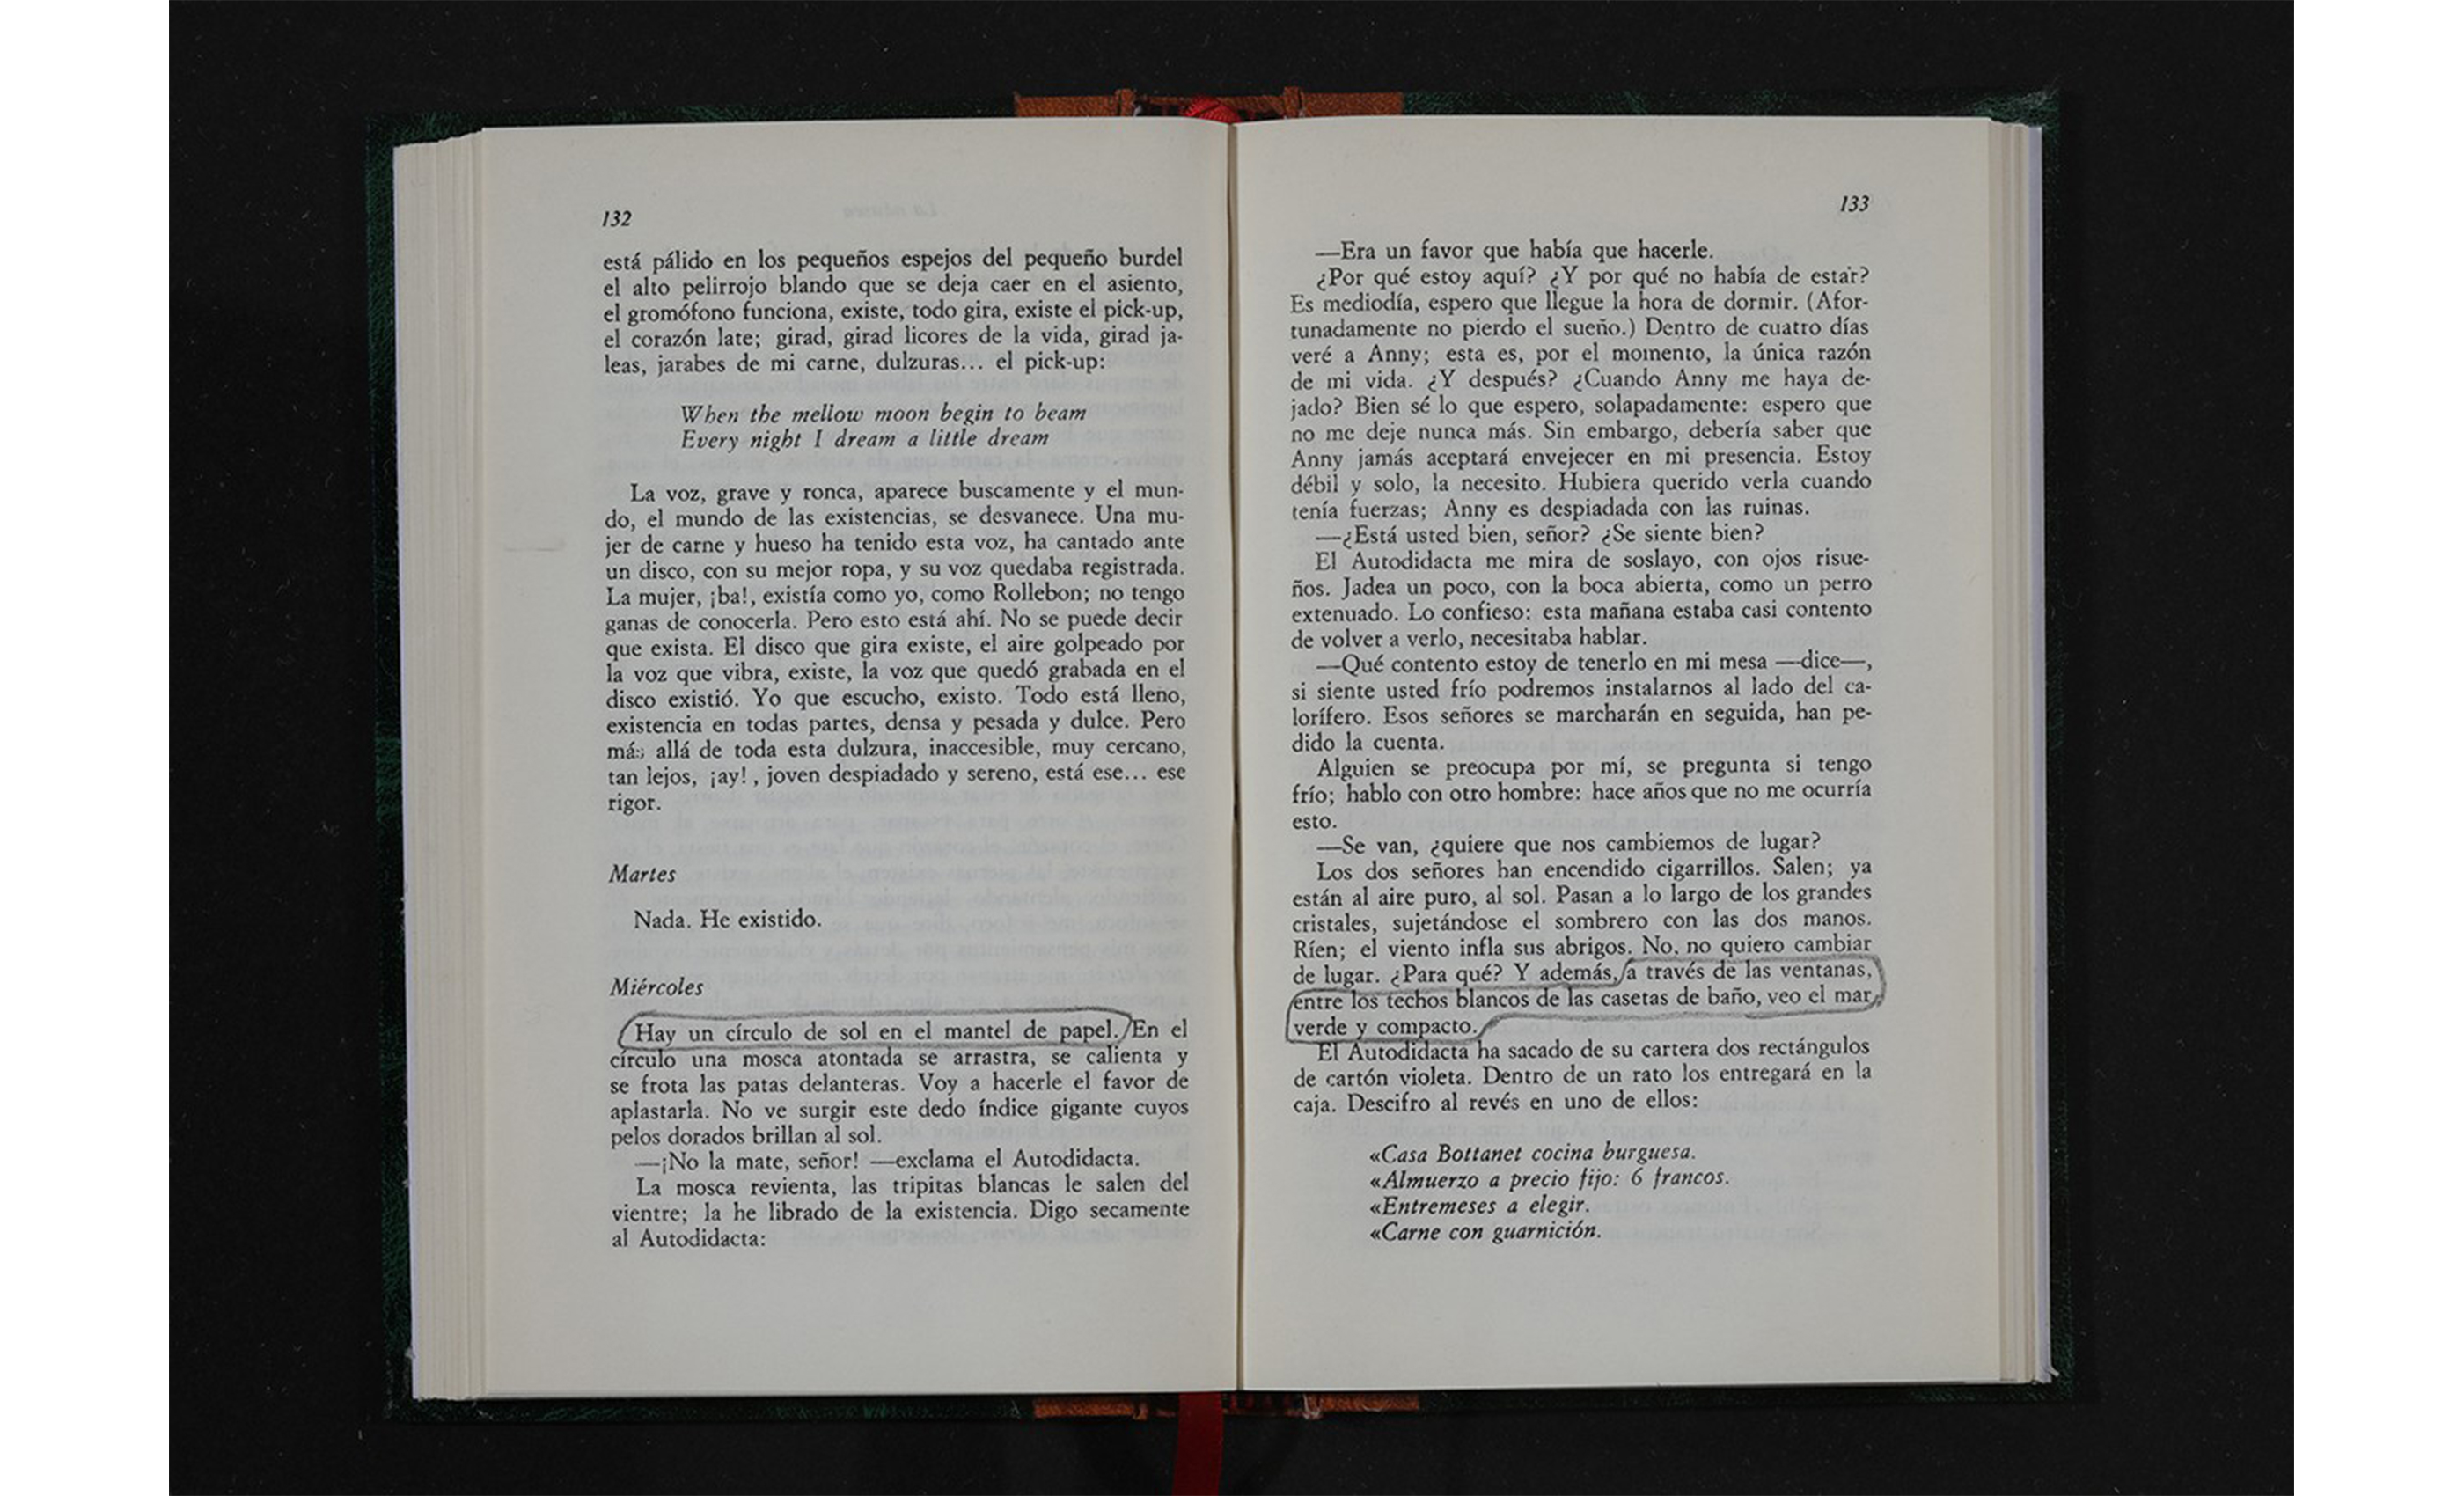 132
está pálido en los pequeños espejos del pequeño burdel
el alto pelirrojo blando que se deja caer en el asiento,
el gromófono funciona, existe, todo gira, existe el pick-up,
el corazón late; girad, girad licores de la vida, girad ja-
leas, jarabes de mi carne, dulzuras... el pick-up:
When the mellow moon begin to beam
Every night I dream a little dream
La voz, grave y ronca, aparece buscamente y el mun-
do, el mundo de las existencias, se desvanece. Una mu-
jer de carne y hueso ha tenido esta voz, ha cantado ante
un disco, con su mejor ropa, y su voz quedaba registrada.
La mujer, ¡ba!, existía como yo, como Rollebon; no tengo
ganas de conocerla. Pero esto está ahí. No se puede decir
que exista. El disco que gira existe, el aire golpeado por
la voz que vibra, existe, la voz que quedó grabada en el
disco existió. Yo que escucho, existo. Todo está lleno,
existencia en todas partes, densa y pesada y dulce. Pero
más allá de toda esta dulzura, inaccesible, muy cercano,
tan lejos, ¡ay!, joven despiadado y sereno, está ese... ese
rigor.
Martes
Nada. He existido.
Miércoles
Hay un círculo de sol en el mantel de papel. En el
círculo una mosca atontada se arrastra, se calienta y
se frota las patas delanteras. Voy a hacerle el favor de
aplastarla. No ve surgir este dedo índice gigante cuyos
pelos dorados brillan al sol.
—¡No la mate, señor! —exclama el Autodidacta.
La mosca revienta, las tripitas blancas le salen del
vientre; la he librado de la existencia. Digo secamente
al Autodidacta:
133
—Era un favor que había que hacerle.
¿Por qué estoy aquí? ¿Y por qué no había de estar?
Es mediodía, espero que llegue la hora de dormir. (Afor-
tunadamente no pierdo el sueño.) Dentro de cuatro días
veré a Anny; esta es, por el momento, la única razón
de mi vida. ¿Y después? ¿Cuando Anny me haya de-
jado? Bien sé lo que espero, solapadamente: espero que
no me deje nunca más. Sin embargo, debería saber que
Anny jamás aceptará envejecer en mi presencia. Estoy
débil y solo, la necesito. Hubiera querido verla cuando
tenía fuerzas; Anny es despiadada con las ruinas.
—¿Está usted bien, señor? ¿Se siente bien?
El Autodidacta me mira de soslayo, con ojos risue-
ños. Jadea un poco, con la boca abierta, como un perro
extenuado. Lo confieso: esta mañana estaba casi contento
de volver a verlo, necesitaba hablar.
—Qué contento estoy de tenerlo en mi mesa —dice—,
si siente usted frío podremos instalarnos al lado del ca-
lorífero. Esos señores se marcharán en seguida, han pe-
dido la cuenta.
Alguien se preocupa por mí, se pregunta si tengo
frío; hablo con otro hombre: hace años que no me ocurría
esto.
—Se van, ¿quiere que nos cambiemos de lugar?
Los dos señores han encendido cigarrillos. Salen; ya
están al aire puro, al sol. Pasan a lo largo de los grandes
cristales, sujetándose el sombrero con las dos manos.
Ríen; el viento infla sus abrigos. No, no quiero cambiar
de lugar. ¿Para qué? Y además, a través de las ventanas,
entre los techos blancos de las casetas de baño, veo el mar,
verde y compacto.
El Autodidacta ha sacado de su cartera dos rectángulos
de cartón violeta. Dentro de un rato los entregará en la
caja. Descifro al revés en uno de ellos:
«Casa Bottanet cocina burguesa.
«Almuerzo a precio fijo: 6 francos.
«Entremeses a elegir.
«Carne con guarnición.